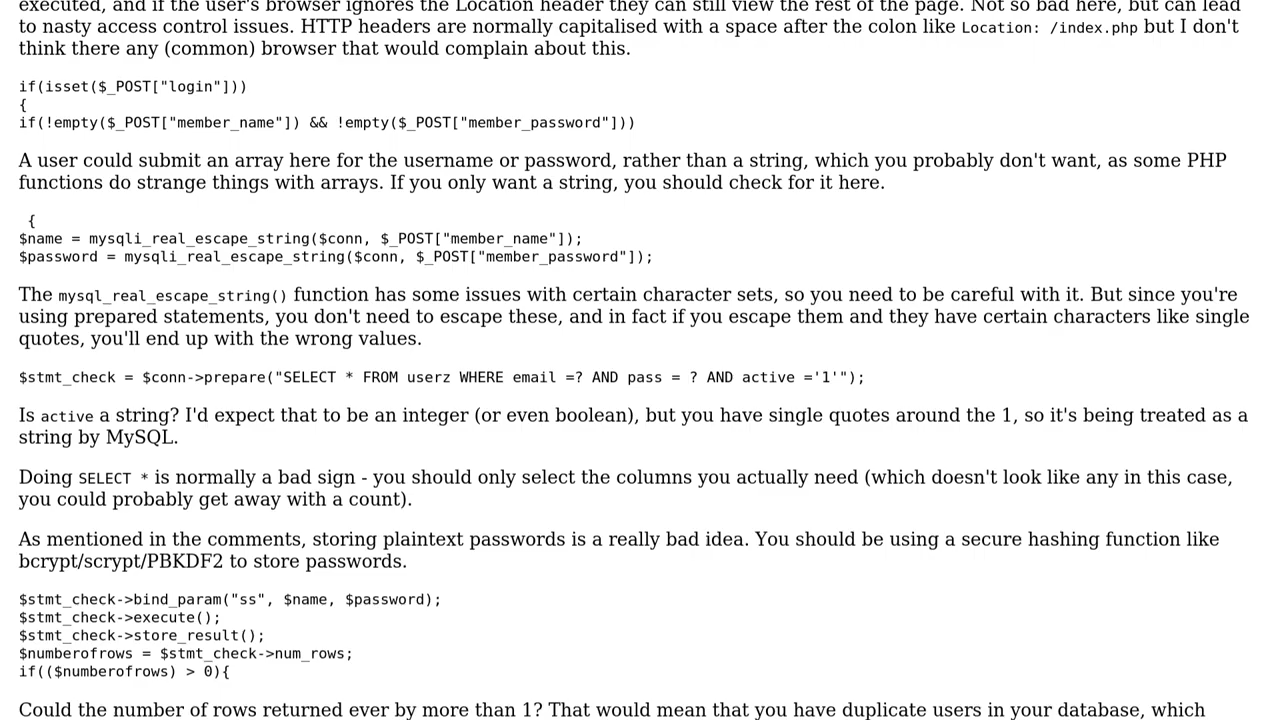 executed, and if the user's browser ignores the Location header they can still view the rest of the page. Not so bad here, but can lead
to nasty access control issues. HTTP headers are normally capitalised with a space after the colon like Location: /index.php but I don't
think there any (common) browser that would complain about this.
if(isset($_POST["login"]))
{
if(!empty($_POST["member_name"]) && !empty($_POST["member_password"]))
A user could submit an array here for the username or password, rather than a string, which you probably don't want, as some PHP
functions do strange things with arrays. If you only want a string, you should check for it here.
{
$name = mysqli_real_escape_string($conn, $_POST["member_name"]);
$password = mysqli_real_escape_string($conn, $_POST["member_password"]);
The mysql_real_escape_string() function has some issues with certain character sets, so you need to be careful with it. But since you're
using prepared statements, you don't need to escape these, and in fact if you escape them and they have certain characters like single
quotes, you'll end up with the wrong values.
$stmt_check = $conn->prepare("SELECT * FROM userz WHERE email =? AND pass = ? AND active ='1'");
Is active a string? I'd expect that to be an integer (or even boolean), but you have single quotes around the 1, so it's being treated as a
string by MySQL.
Doing SELECT * is normally a bad sign - you should only select the columns you actually need (which doesn't look like any in this case,
you could probably get away with a count).
As mentioned in the comments, storing plaintext passwords is a really bad idea. You should be using a secure hashing function like
bcrypt/scrypt/PBKDF2 to store passwords.
$stmt_check->bind_param("ss", $name, $password);
$stmt_check->execute();
$stmt_check->store_result();
$numberofrows = $stmt_check->num_rows;
if(($numberofrows) > 0){
Could the number of rows returned ever by more than 1? That would mean that you have duplicate users in your database, which